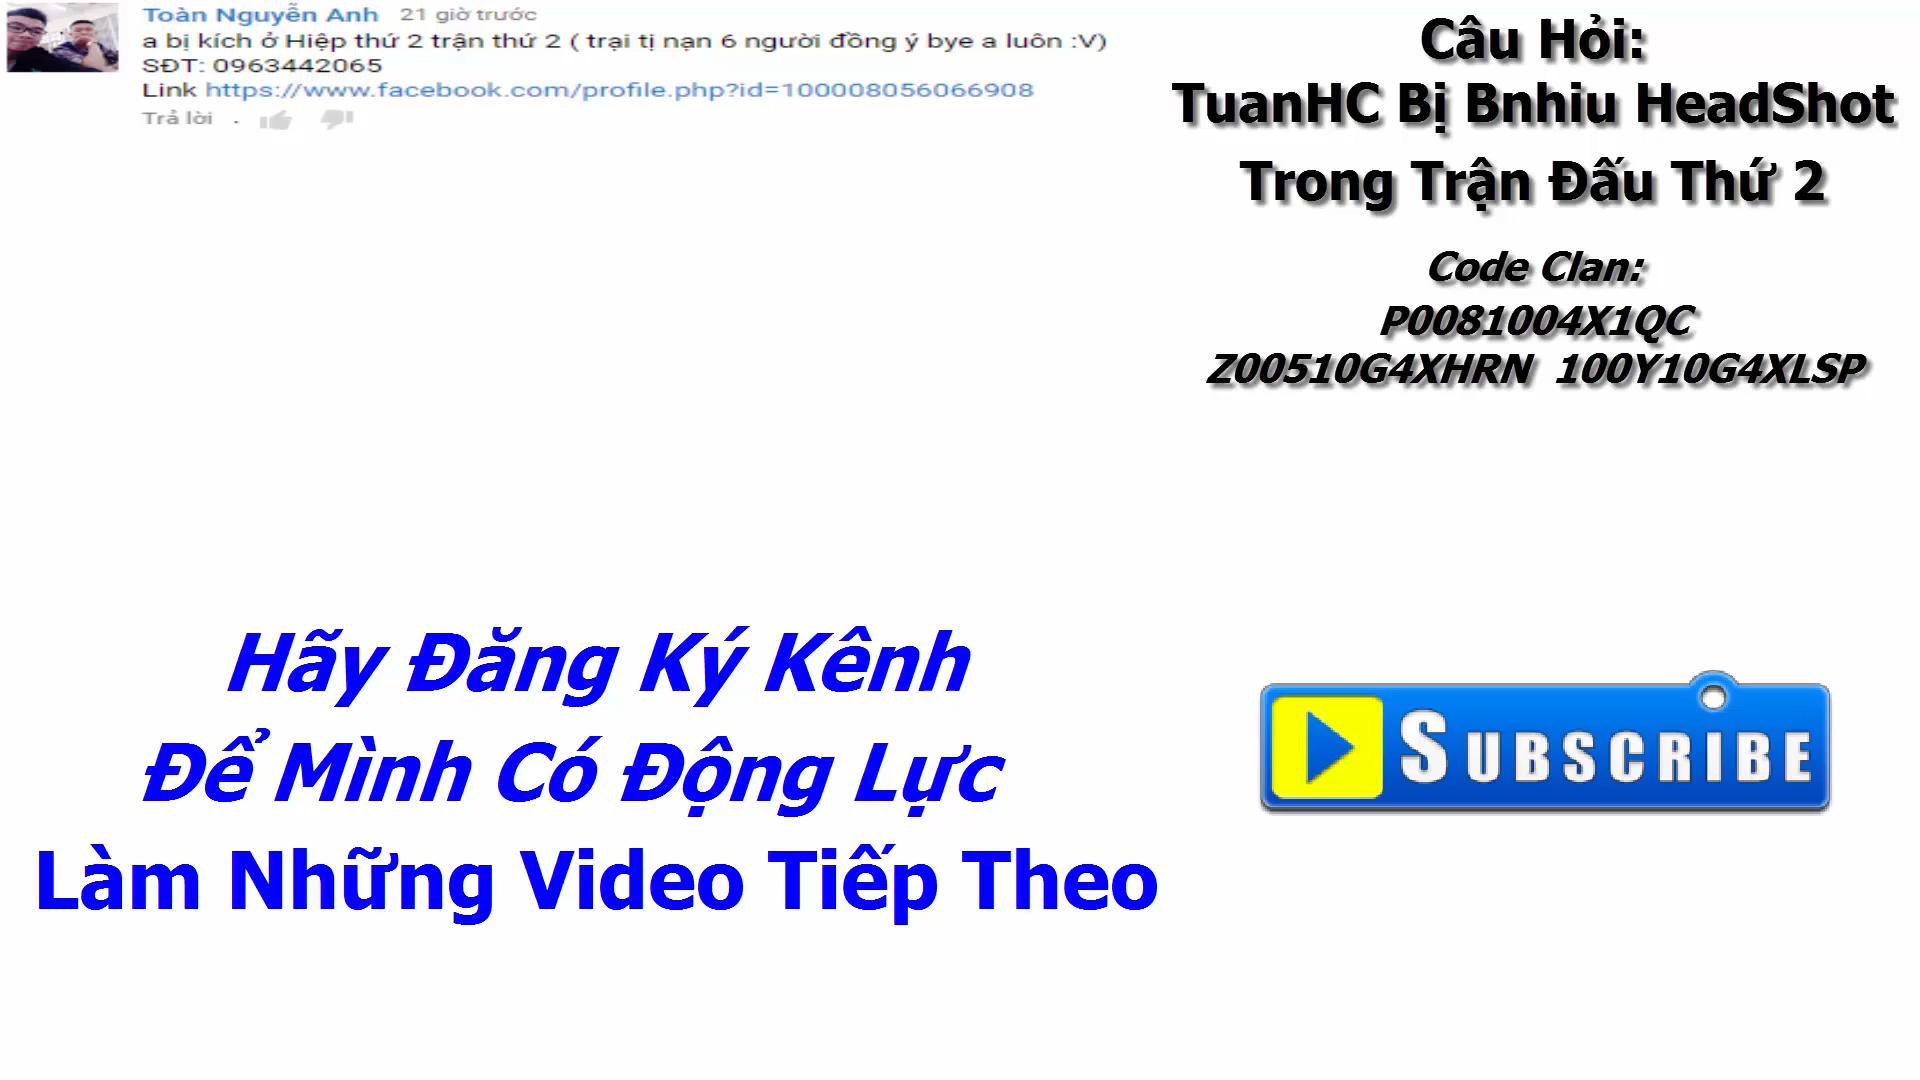 Toàn Nguyễn Anh 21 giờ trước
a bị kích ở Hiệp thứ 2 trận thứ 2 ( trại tị nạn 6 người đồng ý bye a luôn :V)
SĐT: 0963442065
Link https://www.facebook.com/profile.php?id=100008056066908
Trả lời .
Câu Hỏi:
TuanHC Bị Bnhiu HeadShot
Trong Trận Đấu Thứ 2
Code Clan:
P0081004X1QC
Z00510G4XHRN 100Y10G4XLSP
Hãy Đăng Ký Kênh
Để Mình Có Động Lực
Làm Những Video Tiếp Theo
SUBSCRIBE